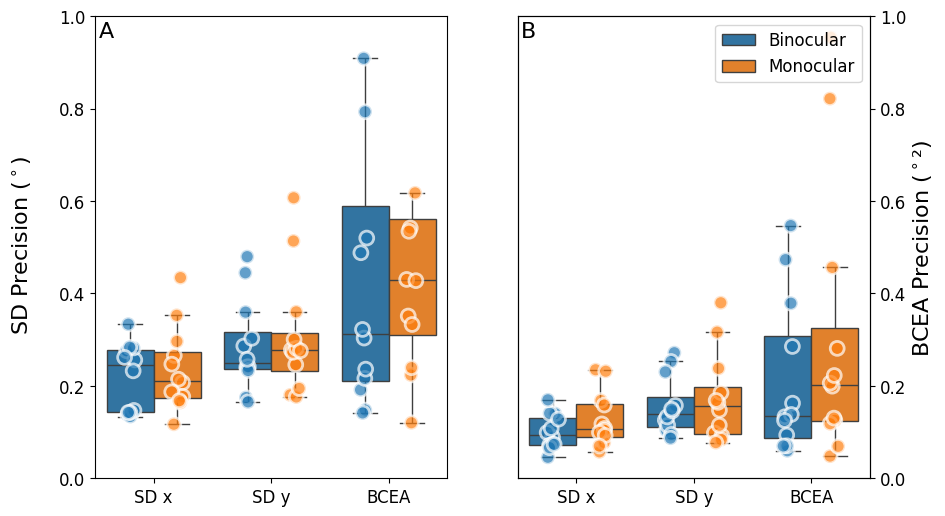 A
B
Binocular
Monocular
SD Precision (°)
1.0
0.8
0.6
0.4
0.2
0.0
SD x
SD y
BCEA
SD x
SD y
BCEA
1.0
0.8
0.6
0.4
0.2
0.0
BCEA Precision (°²)